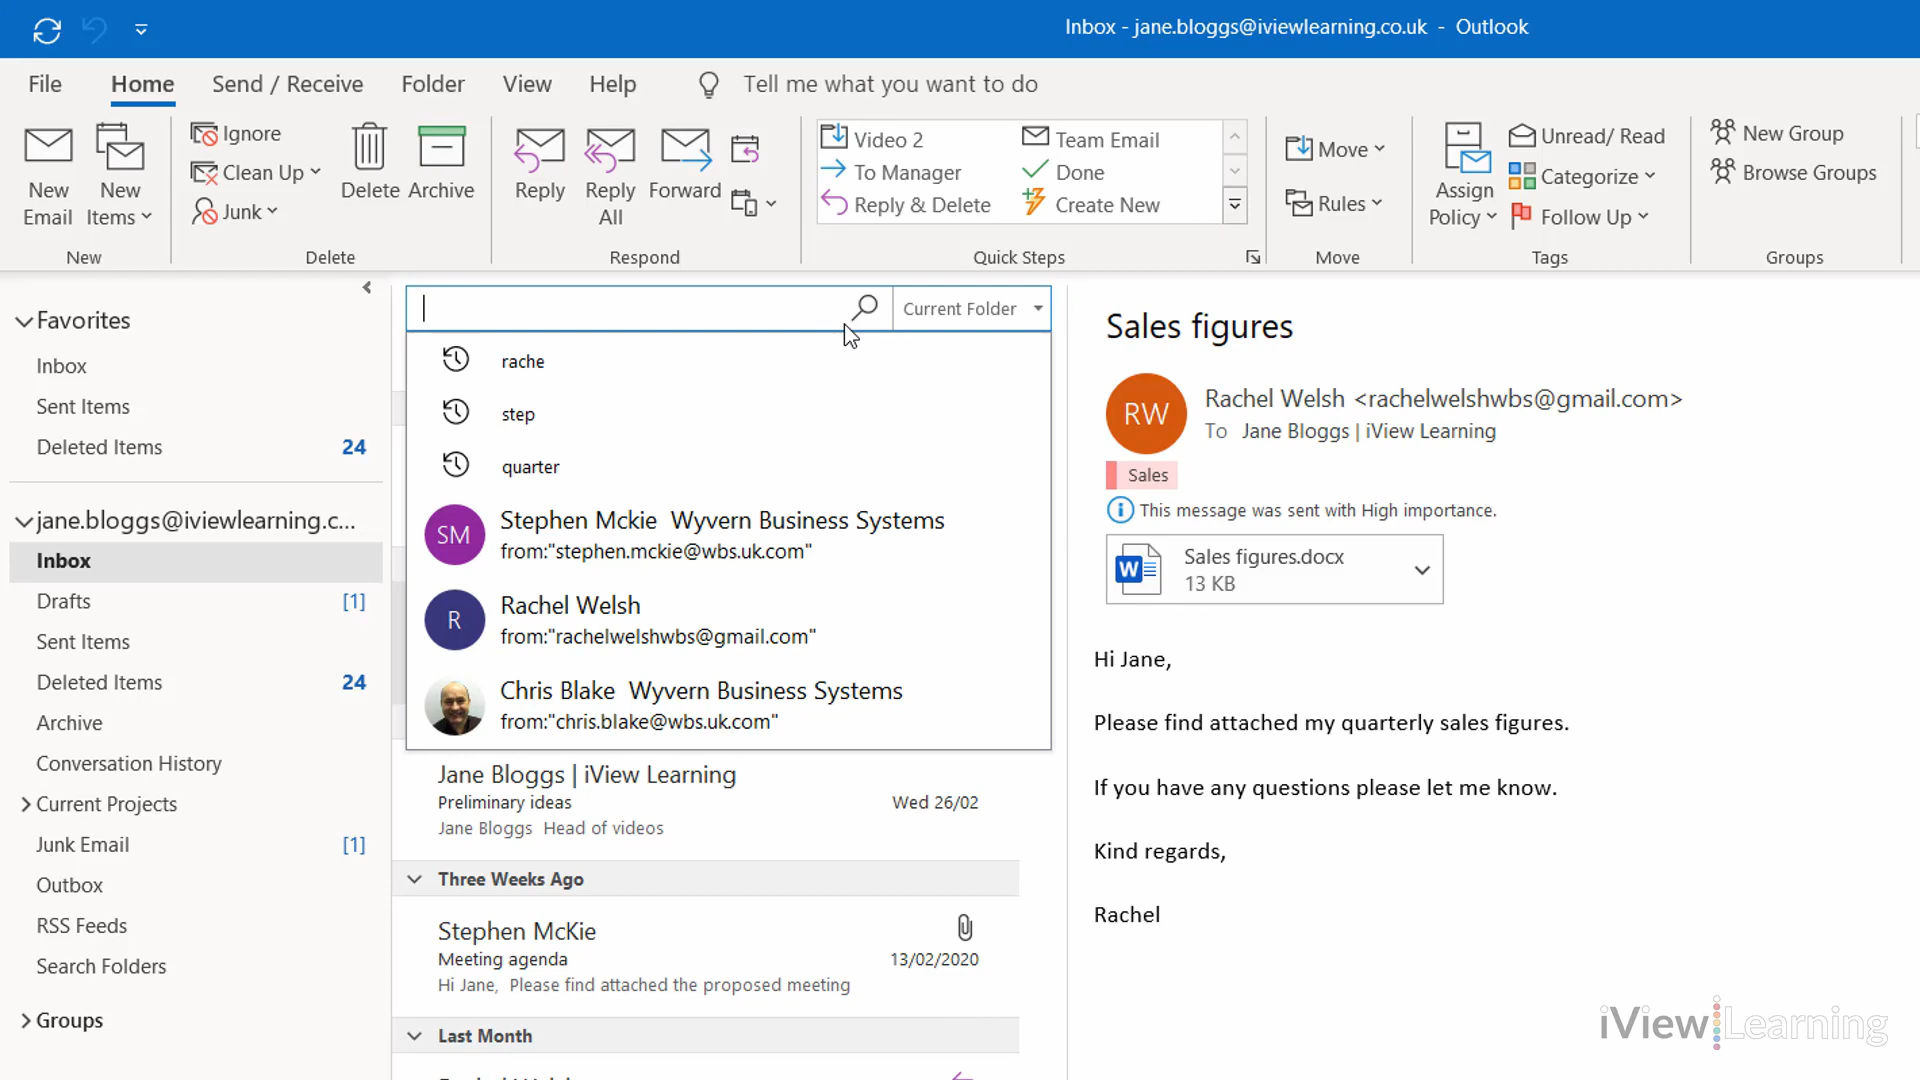 Inbox - jane.bloggs@iviewlearning.co.uk - Outlook
File Home Send / Receive Folder View Help Tell me what you want to do
New Email
New Items
New
Ignore
Clean Up
Junk
Delete
Archive
Delete
Reply
Reply All
Forward
Respond
Video 2
To Manager
Reply & Delete
Team Email
Done
Create New
Quick Steps
Move
Rules
Move
Assign Policy
Unread/ Read
Categorize
Follow Up
Tags
New Group
Browse Groups
Groups
Favorites
Inbox
Sent Items
Deleted Items 24
jane.bloggs@iviewlearning.c...
Inbox
Drafts [1]
Sent Items
Deleted Items 24
Archive
Conversation History
Current Projects
Junk Email [1]
Outbox
RSS Feeds
Search Folders
Groups
Current Folder
rache
step
quarter
SM
Stephen Mckie Wyvern Business Systems
from:"stephen.mckie@wbs.uk.com"
R
Rachel Welsh
from:"rachelwelshwbs@gmail.com"
Chris Blake Wyvern Business Systems
from:"chris.blake@wbs.uk.com"
Jane Bloggs | iView Learning
Preliminary ideas Wed 26/02
Jane Bloggs Head of videos
Three Weeks Ago
Stephen McKie
Meeting agenda 13/02/2020
Hi Jane, Please find attached the proposed meeting
Last Month
Sales figures
RW
Rachel Welsh <rachelwelshwbs@gmail.com>
To Jane Bloggs | iView Learning
Sales
This message was sent with High importance.
W
Sales figures.docx
13 KB
Hi Jane,
Please find attached my quarterly sales figures.
If you have any questions please let me know.
Kind regards,
Rachel
iView Learning